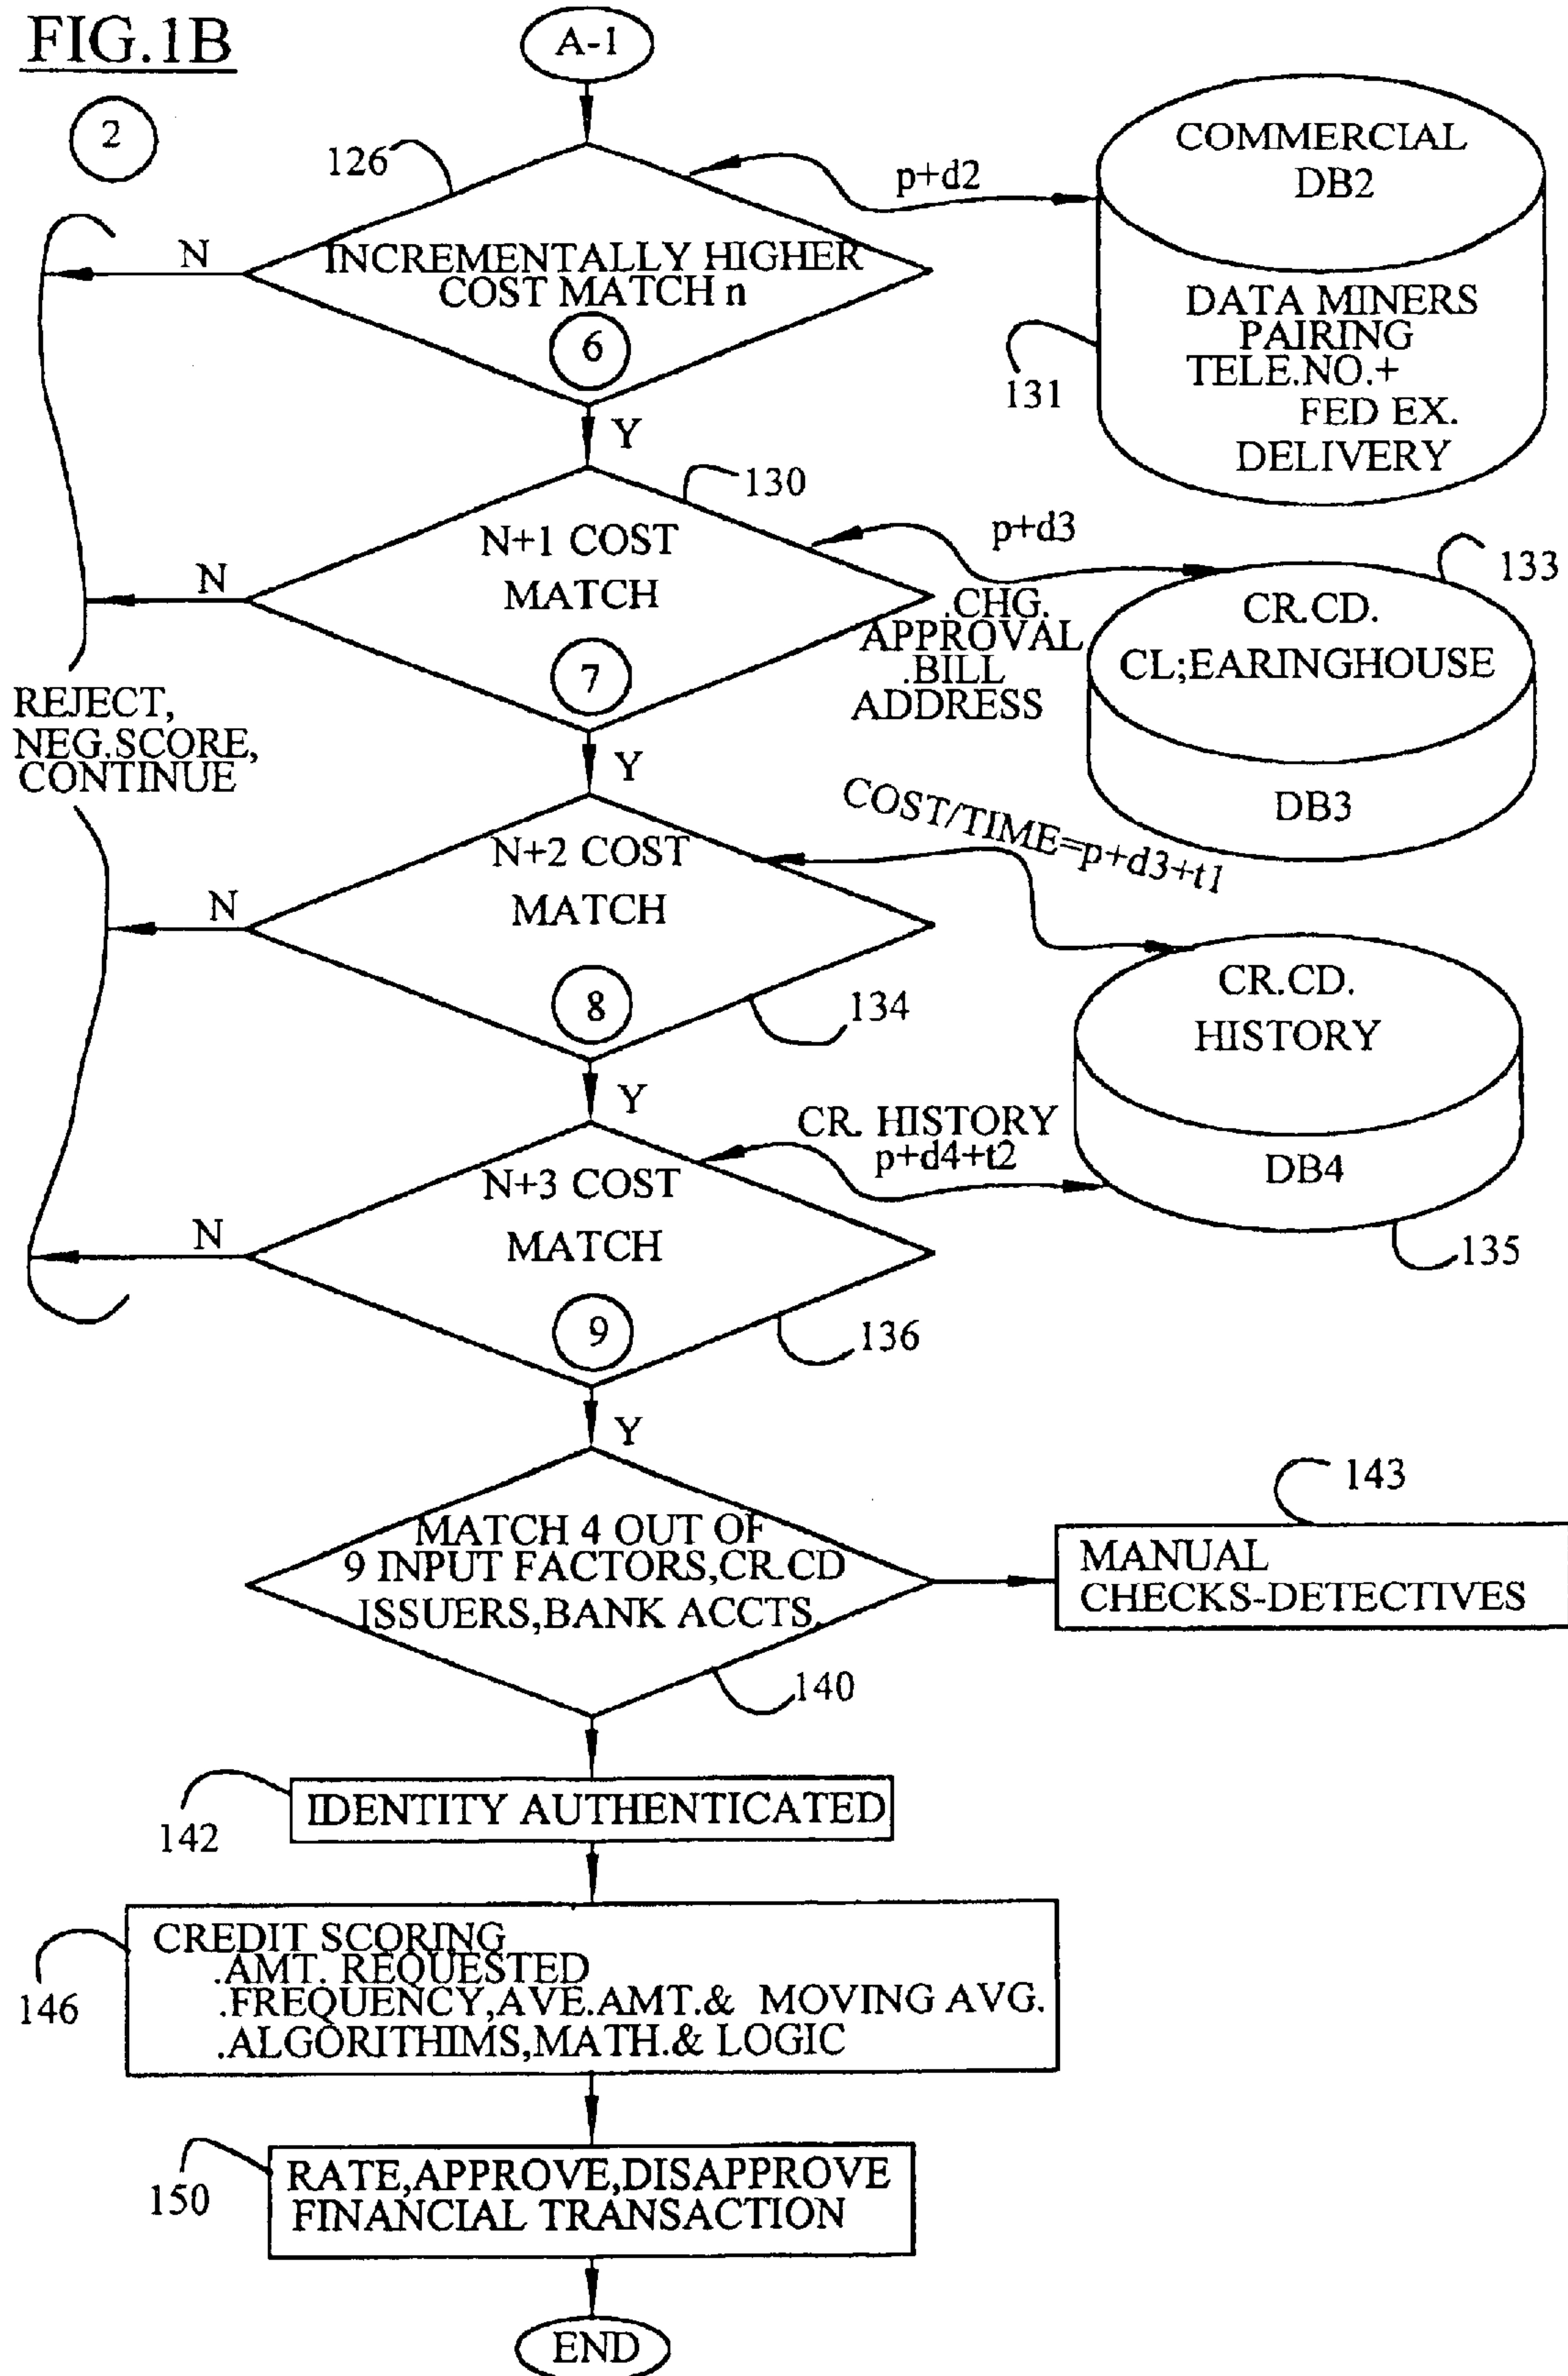 FIG.1B
A-1
2
126
p+d2
COMMERCIAL
DB2
N
INCREMENTALLY HIGHER
COST MATCH n
6
DATA MINERS
PAIRING
TELE.NO.+
FED EX.
DELIVERY
131
Y
130
N+1 COST
MATCH
7
N
p+d3
133
.CHG.
APPROVAL
.BILL
ADDRESS
CR.CD.
CL;EARINGHOUSE
DB3
REJECT,
NEG.SCORE,
CONTINUE
Y
COST/TIME=p+d3+t1
N+2 COST
MATCH
8
N
134
CR.CD.
HISTORY
DB4
135
Y
CR. HISTORY
p+d4+t2
N+3 COST
MATCH
9
N
136
Y
MATCH 4 OUT OF
9 INPUT FACTORS,CR.CD
ISSUERS,BANK ACCTS.
140
143
MANUAL
CHECKS-DETECTIVES
IDENTITY AUTHENTICATED
142
CREDIT SCORING
.AMT. REQUESTED
.FREQUENCY,AVE.AMT.& MOVING AVG.
.ALGORITHIMS,MATH.& LOGIC
146
RATE,APPROVE,DISAPPROVE
FINANCIAL TRANSACTION
150
END